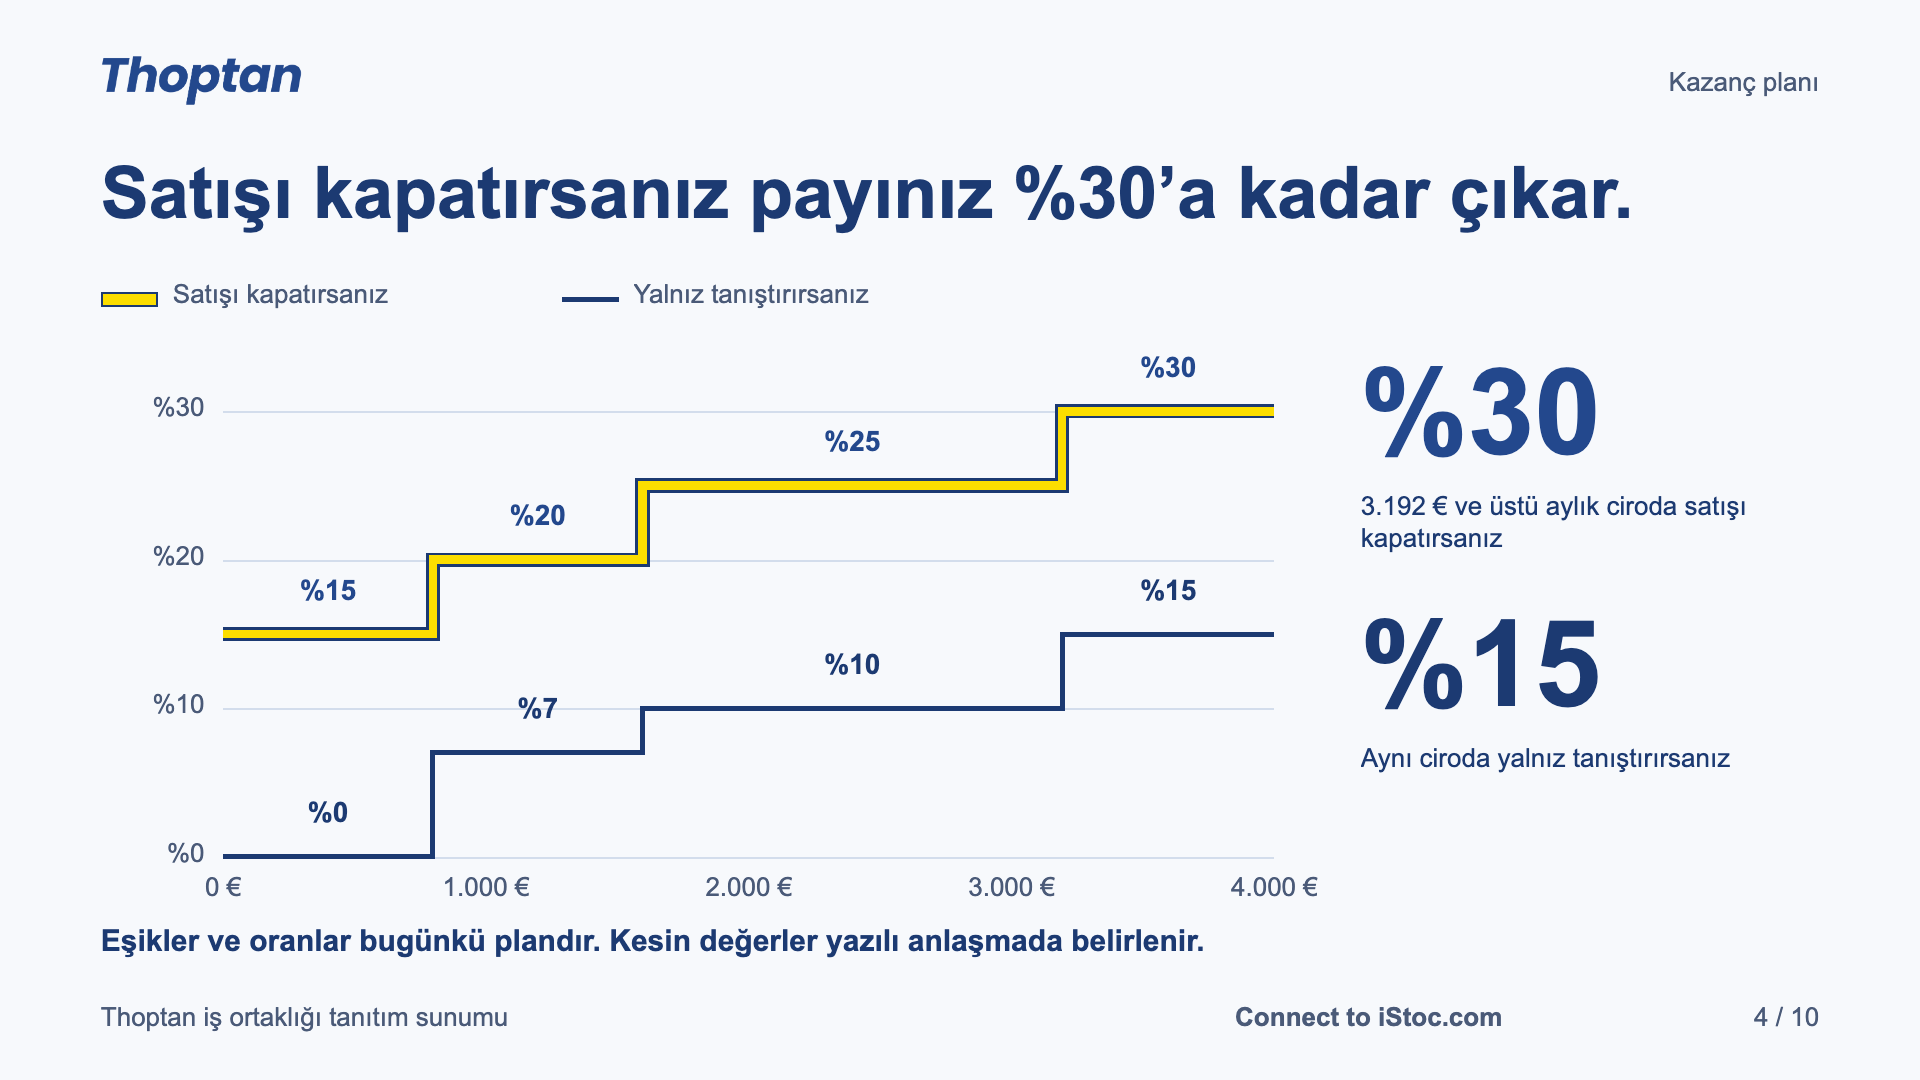 Thoptan
Kazanç planı
Satışı kapatırsanız payınız %30’a kadar çıkar.
Satışı kapatırsanız
Yalnız tanıştırırsanız
%30
%20
%10
%0
%15
%20
%25
%30
%0
%7
%10
%15
0 €
1.000 €
2.000 €
3.000 €
4.000 €
%30
3.192 € ve üstü aylık ciroda satışı
kapatırsanız
%15
Aynı ciroda yalnız tanıştırırsanız
Eşikler ve oranlar bugünkü plandır. Kesin değerler yazılı anlaşmada belirlenir.
Thoptan iş ortaklığı tanıtım sunumu
Connect to iStoc.com
4 / 10